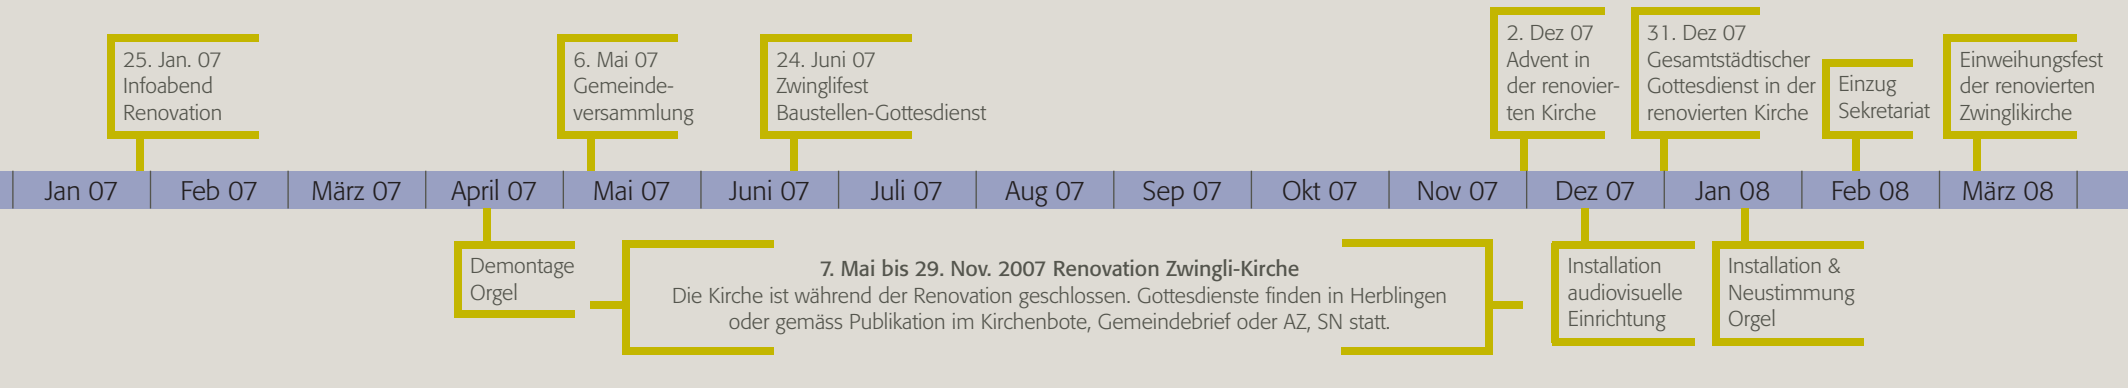 25. Jan. 07
Infoabend
Renovation
6. Mai 07
Gemeinde-
versammlung
24. Juni 07
Zwinglifest
Baustellen-Gottesdienst
2. Dez 07
Advent in
der renovier-
ten Kirche
31. Dez 07
Gesamtstädtischer
Gottesdienst in der
renovierten Kirche
Einzug
Sekretariat
Einweihungsfest
der renovierten
Zwinglikirche
Jan 07 Feb 07 März 07 April 07 Mai 07 Juni 07 Juli 07 Aug 07 Sep 07 Okt 07 Nov 07 Dez 07 Jan 08 Feb 08 März 08
Demontage
Orgel
7. Mai bis 29. Nov. 2007 Renovation Zwingli-Kirche
Die Kirche ist während der Renovation geschlossen. Gottesdienste finden in Herblingen
oder gemäss Publikation im Kirchenbote, Gemeindebrief oder AZ, SN statt.
Installation
audiovisuelle
Einrichtung
Installation &
Neustimmung
Orgel